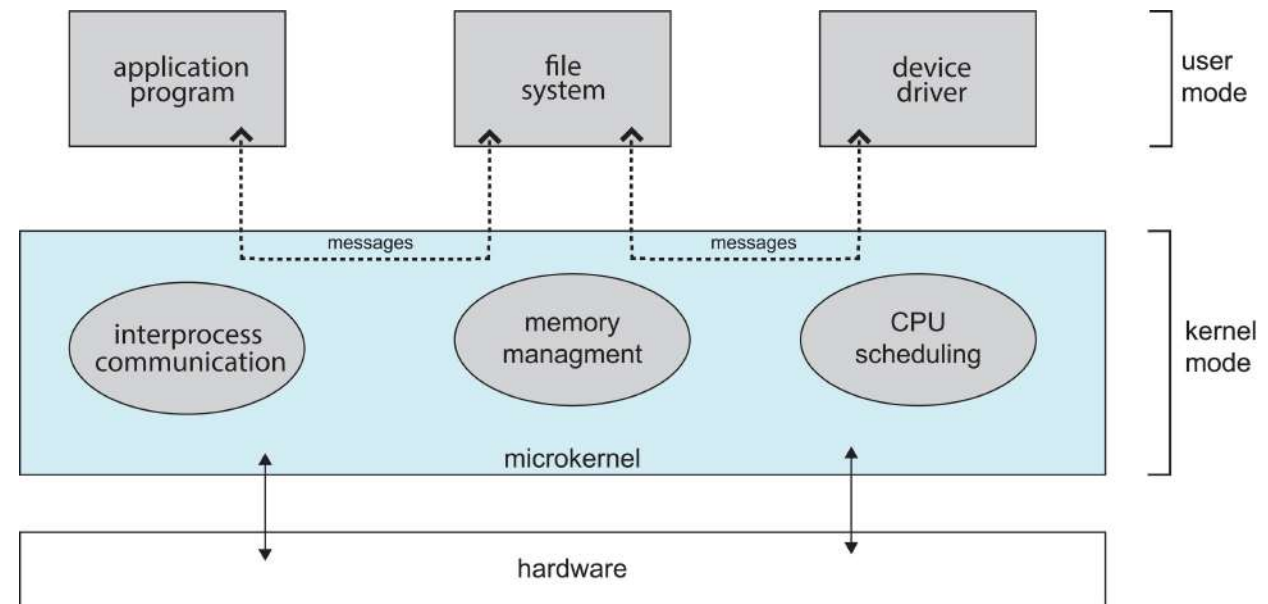 application
program
file
system
device
driver
user
mode
messages
messages
interprocess
communication
memory
managment
CPU
scheduling
kernel
mode
microkernel
hardware